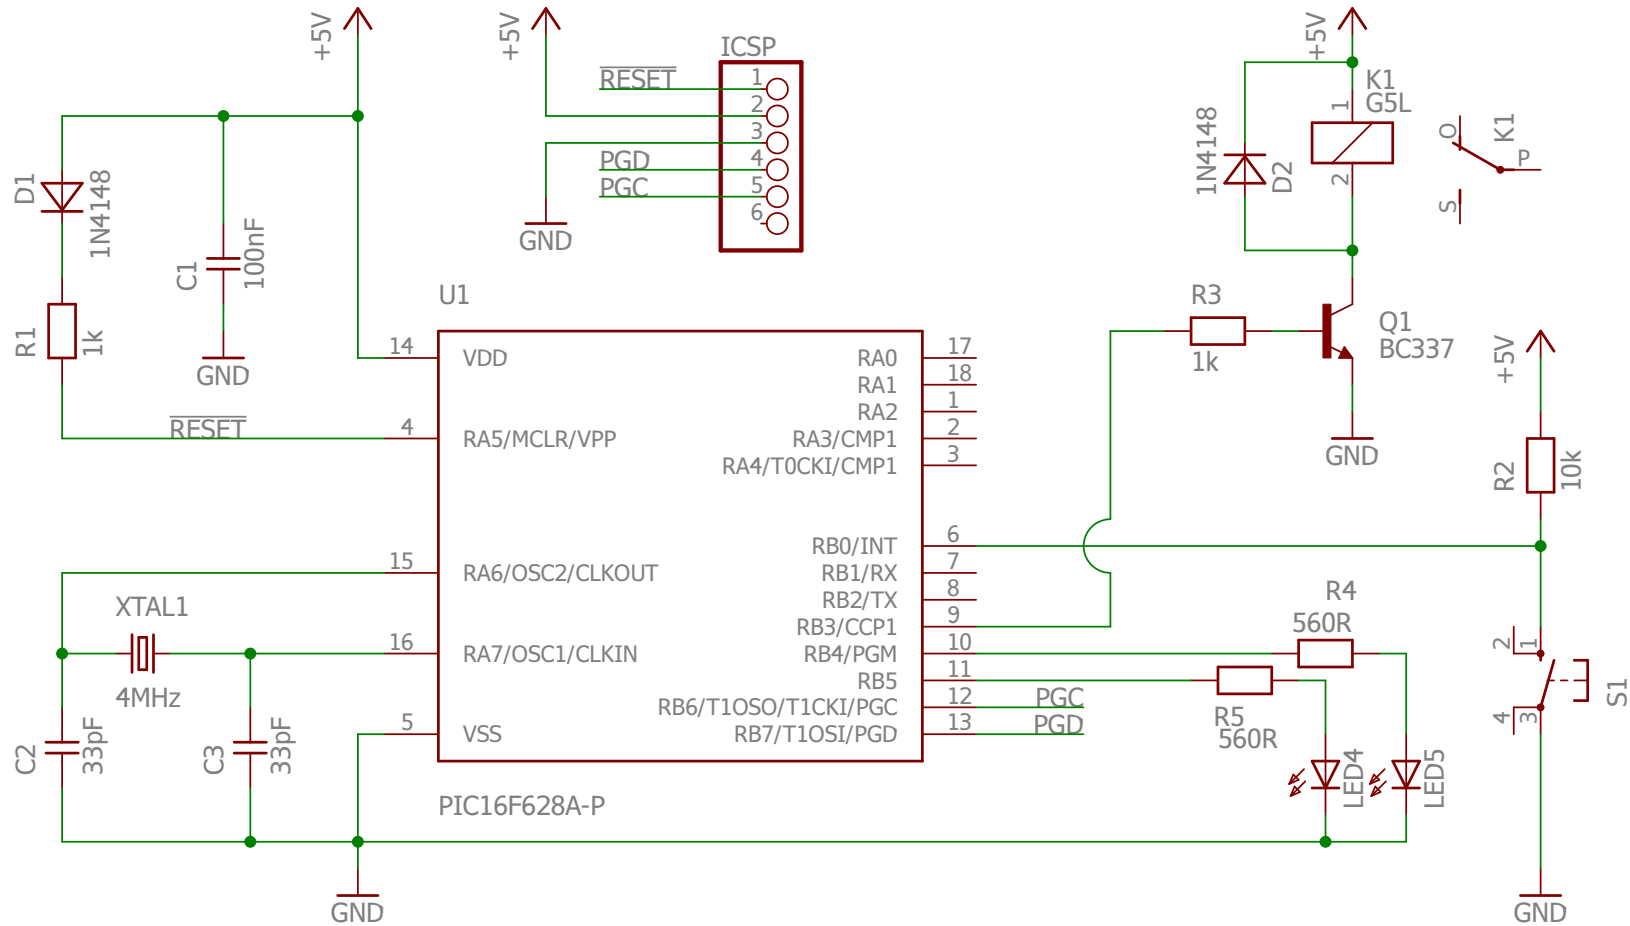 +5V
+5V
+5V
ICSP
RESET
1
2
3
PGD
4
PGC
5
6
GND
K1
G5L
1
2
1N4148
D2
O
K1
P
S
D1
1N4148
C1
100nF
R1
1k
GND
U1
R3
1k
Q1
BC337
GND
+5V
R2
10k
14
VDD
RESET
4
RA5/MCLR/VPP
15
RA6/OSC2/CLKOUT
XTAL1
4MHz
16
RA7/OSC1/CLKIN
5
VSS
C2
33pF
C3
33pF
RA0
17
RA1
18
RA2
1
RA3/CMP1
2
RA4/T0CKI/CMP1
3
RB0/INT
6
RB1/RX
7
RB2/TX
8
RB3/CCP1
9
RB4/PGM
10
RB5
11
RB6/T1OSO/T1CKI/PGC
12
PGC
RB7/T1OSI/PGD
13
PGD
R4
560R
R5
560R
LED4
LED5
2
1
4
3
S1
PIC16F628A-P
GND
GND